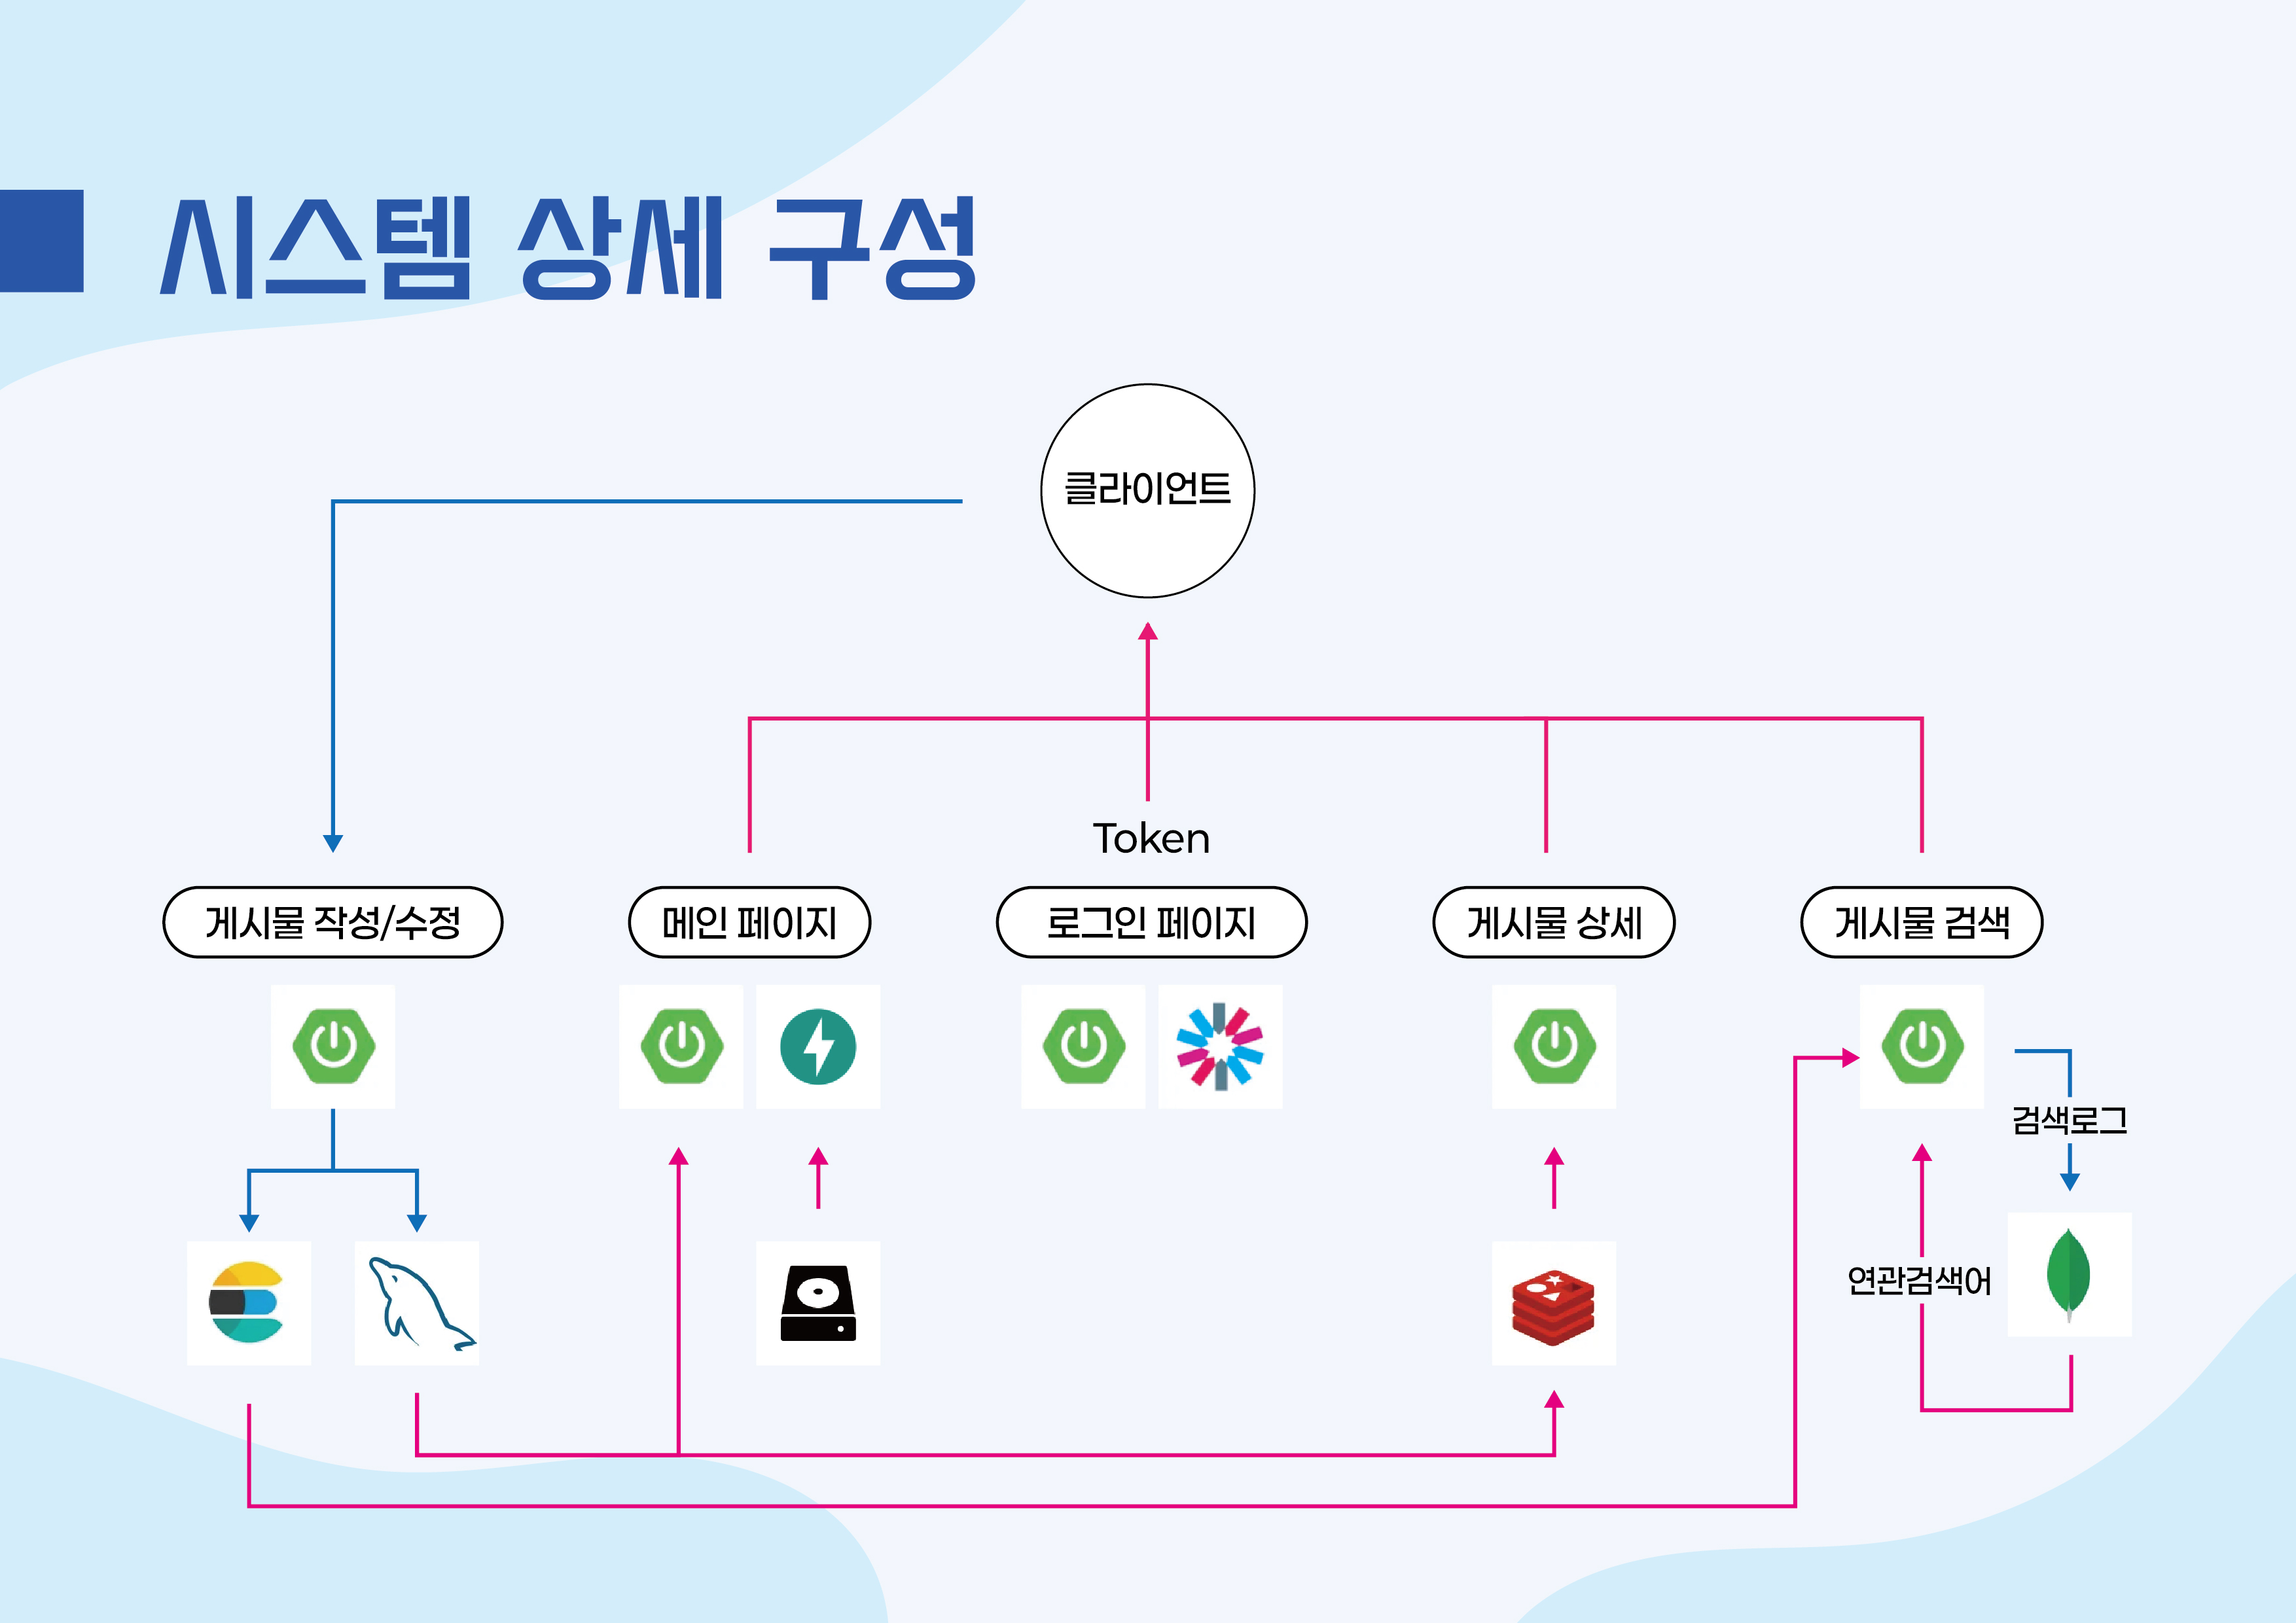 시스템 상세 구성
클라이언트
Token
게시물 작성/수정
메인 페이지
로그인 페이지
게시물 상세
게시물 검색
검색로그
연관검색어